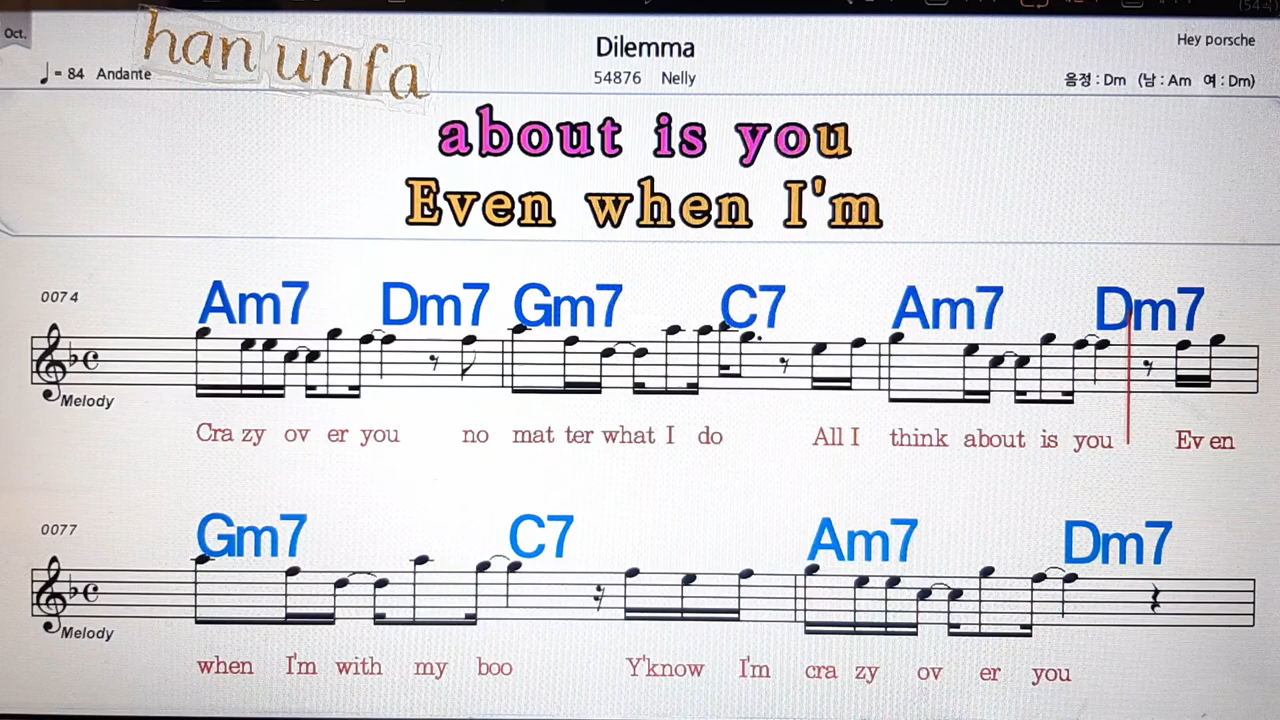 Oct.
han unfa
Dilemma
Hey porsche
♩ = 84 Andante
54876 Nelly
음정 : Dm (남 : Am 여 : Dm)
about is you
Even when I'm
0074
Am7 Dm7 Gm7 C7 Am7 Dm7
Melody
Cra zy ov er you no mat ter what I do All I think about is you Ev en
0077
Gm7 C7 Am7 Dm7
Melody
when I'm with my boo Y'know I'm cra zy ov er you